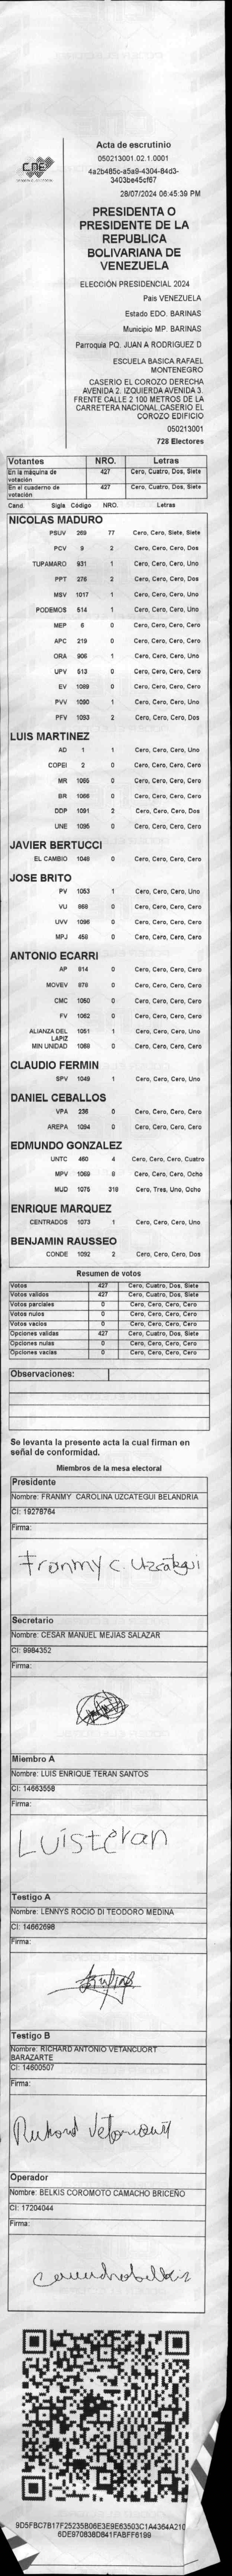 CNE
Acta de escrutinio
050213001.02.1.0001
4a2b485c-a5a9-4304-84d3-
3403be45cf67
28/07/2024 06:45:39 PM
PRESIDENTA O
PRESIDENTE DE LA
REPUBLICA
BOLIVARIANA DE
VENEZUELA
ELECCIÓN PRESIDENCIAL 2024
Pais VENEZUELA
Estado EDO. BARINAS
Municipio MP. BARINAS
Parroquia PQ. JUAN A RODRIGUEZ D
ESCUELA BASICA RAFAEL
MONTENEGRO
CASERIO EL COROZO DERECHA
AVENIDA 2. IZQUIERDA AVENIDA 3.
FRENTE CALLE 2 100 METROS DE LA
CARRETERA NACIONAL.CASERIO EL
COROZO EDIFICIO
050213001
728 Electores
Votantes NRO. Letras
En la máquina de votación 427 Cero, Cuatro, Dos, Siete
En el cuaderno de votación 427 Cero, Cuatro, Dos, Siete
Cand. Sigla Código NRO. Letras
NICOLAS MADURO
PSUV 269 77 Cero, Cero, Siete, Siete
PCV 9 2 Cero, Cero, Cero, Dos
TUPAMARO 931 1 Cero, Cero, Cero, Uno
PPT 276 2 Cero, Cero, Cero, Dos
MSV 1017 1 Cero, Cero, Cero, Uno
PODEMOS 514 1 Cero, Cero, Cero, Uno
MEP 6 0 Cero, Cero, Cero, Cero
APC 219 0 Cero, Cero, Cero, Cero
ORA 906 1 Cero, Cero, Cero, Uno
UPV 513 0 Cero, Cero, Cero, Cero
EV 1089 0 Cero, Cero, Cero, Cero
PVV 1090 1 Cero, Cero, Cero, Uno
PFV 1093 2 Cero, Cero, Cero, Dos
LUIS MARTINEZ
AD 1 1 Cero, Cero, Cero, Uno
COPEI 2 0 Cero, Cero, Cero, Cero
MR 1055 0 Cero, Cero, Cero, Cero
BR 1066 0 Cero, Cero, Cero, Cero
DDP 1091 2 Cero, Cero, Cero, Dos
UNE 1095 0 Cero, Cero, Cero, Cero
JAVIER BERTUCCI
EL CAMBIO 1048 0 Cero, Cero, Cero, Cero
JOSE BRITO
PV 1053 1 Cero, Cero, Cero, Uno
VU 868 0 Cero, Cero, Cero, Cero
UVV 1096 0 Cero, Cero, Cero, Cero
MPJ 458 0 Cero, Cero, Cero, Cero
ANTONIO ECARRI
AP 814 0 Cero, Cero, Cero, Cero
MOVEV 878 0 Cero, Cero, Cero, Cero
CMC 1050 0 Cero, Cero, Cero, Cero
FV 1062 0 Cero, Cero, Cero, Cero
ALIANZA DEL LAPIZ 1051 1 Cero, Cero, Cero, Uno
MIN UNIDAD 1068 0 Cero, Cero, Cero, Cero
CLAUDIO FERMIN
SPV 1049 1 Cero, Cero, Cero, Uno
DANIEL CEBALLOS
VPA 236 0 Cero, Cero, Cero, Cero
AREPA 1094 0 Cero, Cero, Cero, Cero
EDMUNDO GONZALEZ
UNTC 460 4 Cero, Cero, Cero, Cuatro
MPV 1069 8 Cero, Cero, Cero, Ocho
MUD 1075 318 Cero, Tres, Uno, Ocho
ENRIQUE MARQUEZ
CENTRADOS 1073 1 Cero, Cero, Cero, Uno
BENJAMIN RAUSSEO
CONDE 1092 2 Cero, Cero, Cero, Dos
Resumen de votos
Votos 427 Cero, Cuatro, Dos, Siete
Votos validos 427 Cero, Cuatro, Dos, Siete
Votos parciales 0 Cero, Cero, Cero, Cero
Votos nulos 0 Cero, Cero, Cero, Cero
Votos vacios 0 Cero, Cero, Cero, Cero
Opciones validas 427 Cero, Cuatro, Dos, Siete
Opciones nulas 0 Cero, Cero, Cero, Cero
Opciones vacias 0 Cero, Cero, Cero, Cero
Observaciones:
Se levanta la presente acta la cual firman en
señal de conformidad.
Miembros de la mesa electoral
Presidente
Nombre: FRANMY CAROLINA UZCATEGUI BELANDRIA
CI: 19278764
Firma:
Franmy C. Uzcategui
Secretario
Nombre: CESAR MANUEL MEJIAS SALAZAR
CI: 9984352
Firma:
Miembro A
Nombre: LUIS ENRIQUE TERAN SANTOS
CI: 14663558
Firma:
Luisteran
Testigo A
Nombre: LENNYS ROCIO DI TEODORO MEDINA
CI: 14662698
Firma:
Testigo B
Nombre: RICHARD ANTONIO VETANCUORT
BARAZARTE
CI: 14600507
Firma:
Operador
Nombre: BELKIS COROMOTO CAMACHO BRICEÑO
CI: 17204044
Firma:
9D5FBC7B17F25235B06E3E9E63503C1A4364A210
6DE970838D841FABFF6199